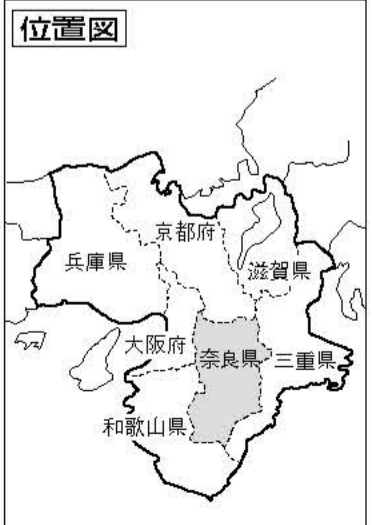 位置図
京都府
兵庫県
滋賀県
大阪府
奈良県
三重県
和歌山県